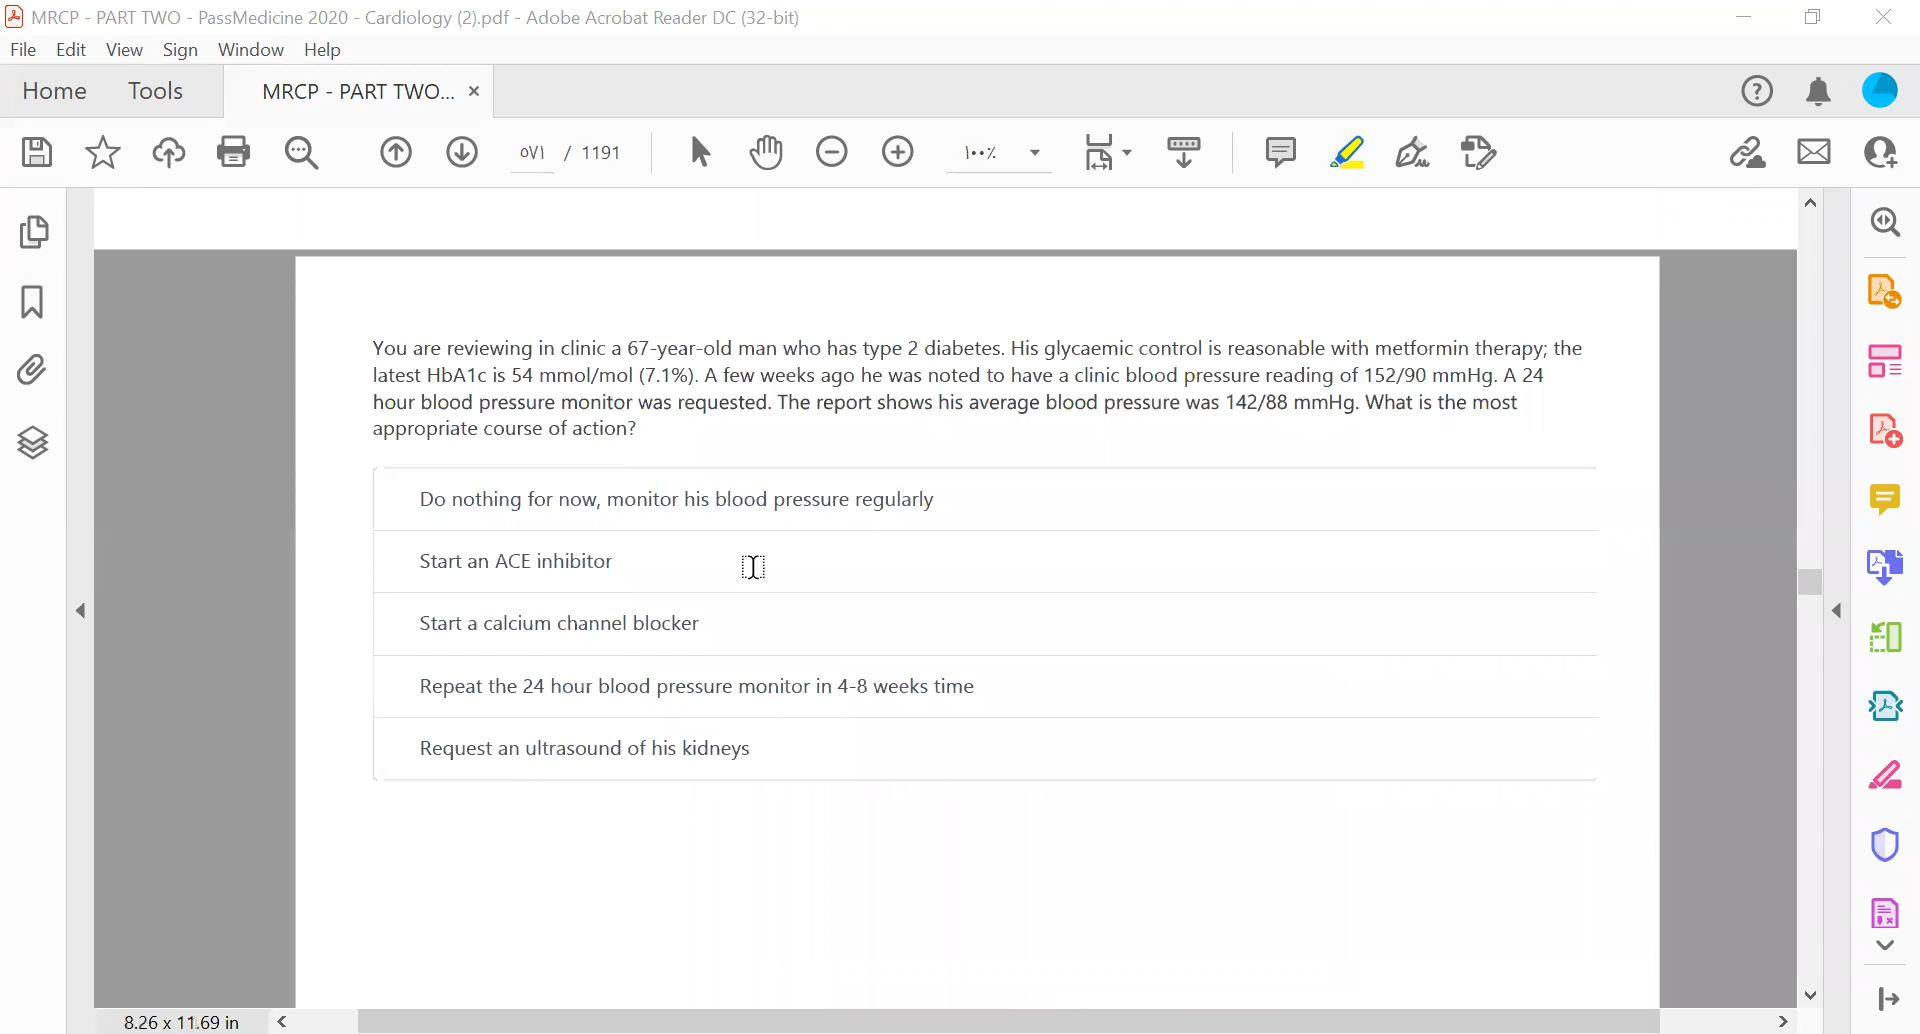 MRCP - PART TWO - PassMedicine 2020 - Cardiology (2).pdf - Adobe Acrobat Reader DC (32-bit)
File Edit View Sign Window Help
Home Tools MRCP - PART TWO...
٥٧١ / 1191 ١٠٠٪
You are reviewing in clinic a 67-year-old man who has type 2 diabetes. His glycaemic control is reasonable with metformin therapy; the
latest HbA1c is 54 mmol/mol (7.1%). A few weeks ago he was noted to have a clinic blood pressure reading of 152/90 mmHg. A 24
hour blood pressure monitor was requested. The report shows his average blood pressure was 142/88 mmHg. What is the most
appropriate course of action?
Do nothing for now, monitor his blood pressure regularly
Start an ACE inhibitor
Start a calcium channel blocker
Repeat the 24 hour blood pressure monitor in 4-8 weeks time
Request an ultrasound of his kidneys
8.26 x 11.69 in